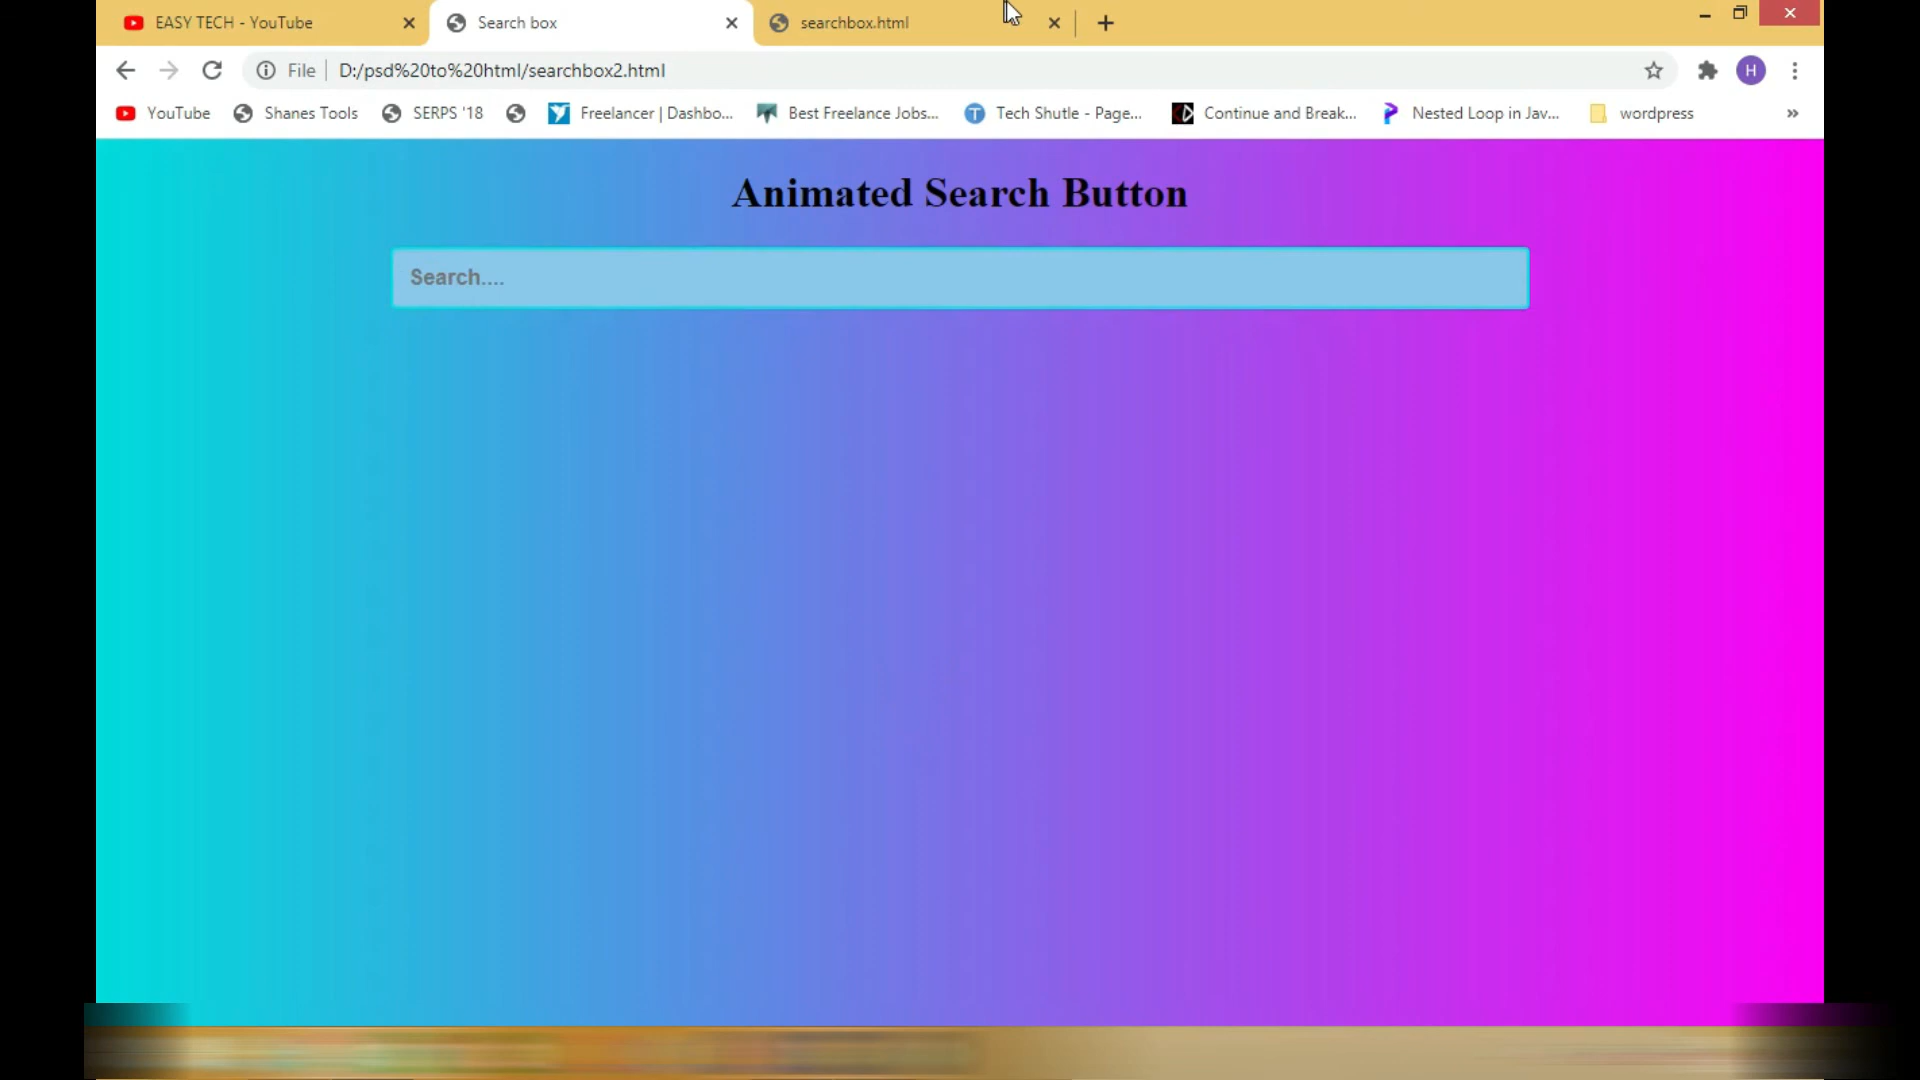 EASY TECH - YouTube
Search box
searchbox.html
File
D:/psd%20to%20html/searchbox2.html
H
YouTube
Shanes Tools
SERPS '18
Freelancer | Dashbo...
Best Freelance Jobs...
T
Tech Shutle - Page...
Continue and Break...
Nested Loop in Jav...
wordpress
»
Animated Search Button
Search....